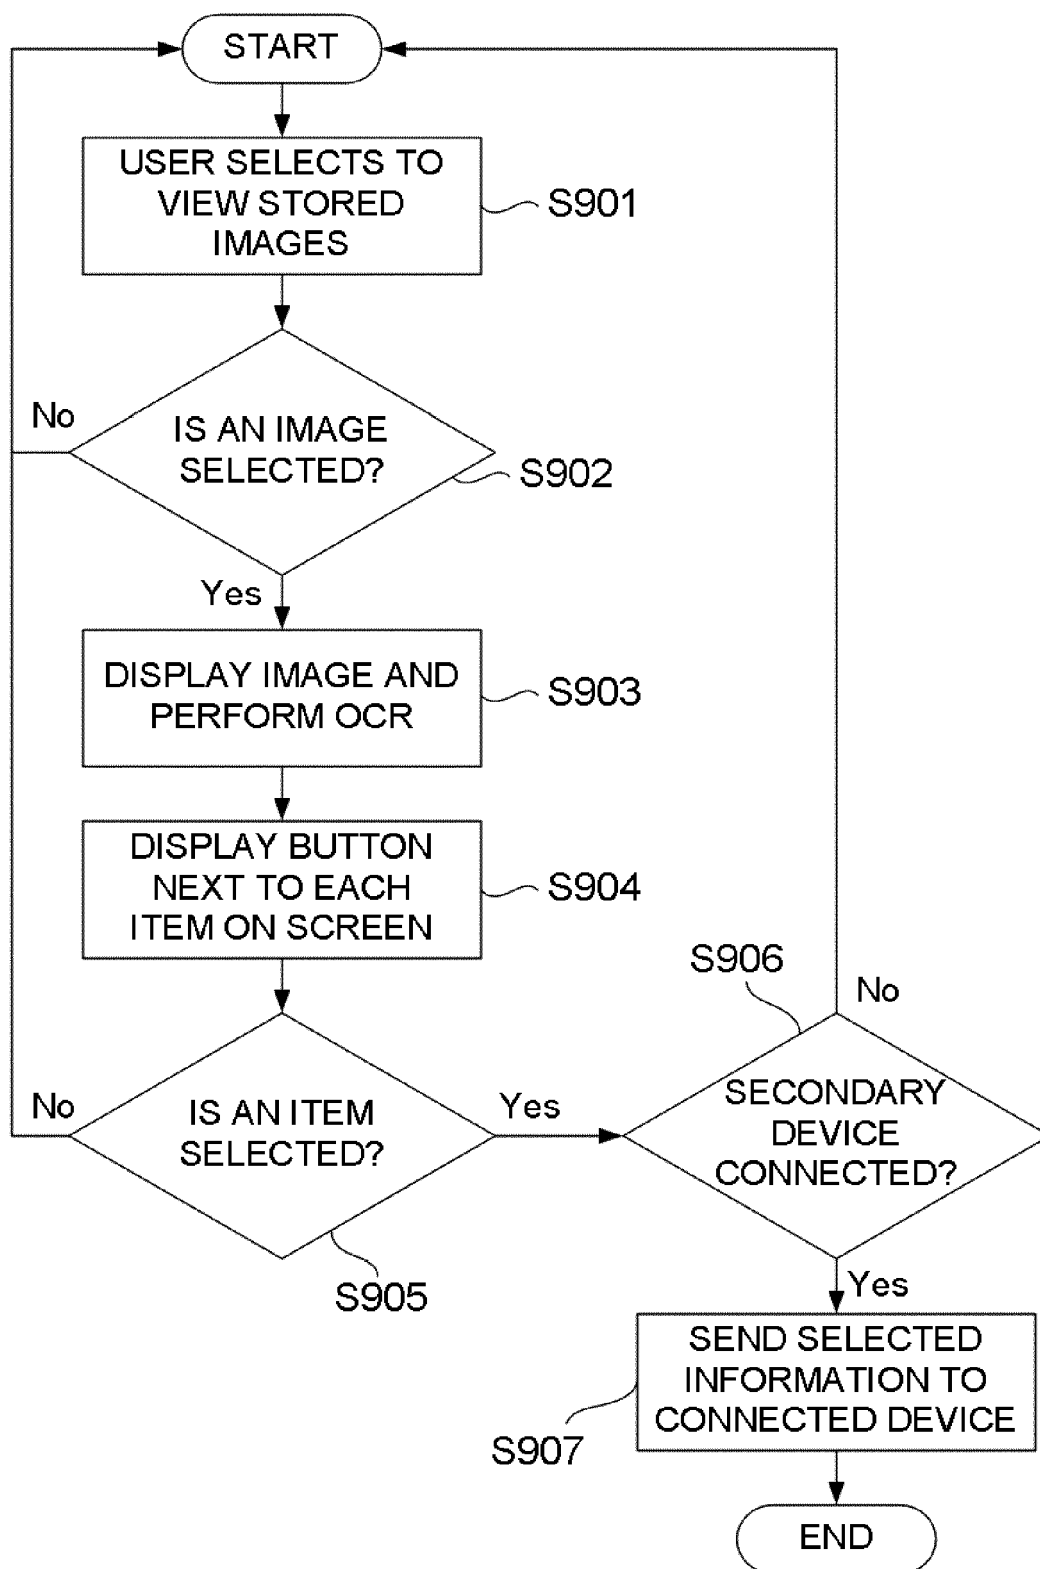 START
USER SELECTS TO
VIEW STORED
IMAGES
S901
No
IS AN IMAGE
SELECTED?
S902
Yes
DISPLAY IMAGE AND
PERFORM OCR
S903
DISPLAY BUTTON
NEXT TO EACH
ITEM ON SCREEN
S904
No
IS AN ITEM
SELECTED?
S905
Yes
S906
No
SECONDARY
DEVICE
CONNECTED?
Yes
SEND SELECTED
INFORMATION TO
CONNECTED DEVICE
S907
END